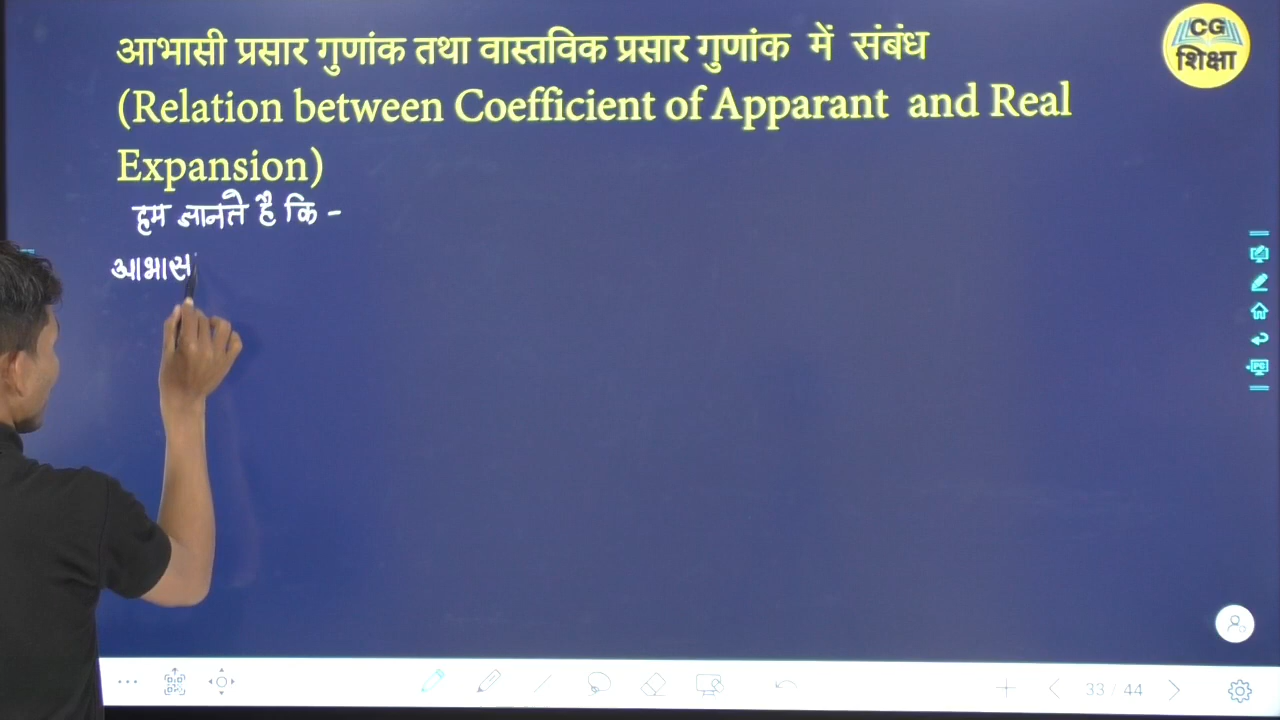 आभासी प्रसार गुणांक तथा वास्तविक प्रसार गुणांक में संबंध
(Relation between Coefficient of Apparant and Real
Expansion)
हम जानते है कि -
आभास
CG
शिक्षा
33 / 44